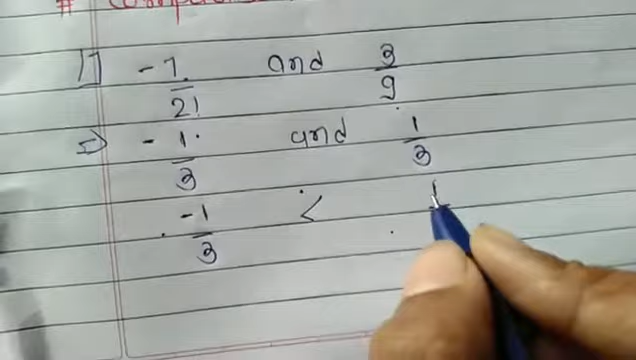 1] -7/21 and 3/9
⇒ -1/3 and 1/3
-1/3 < 1